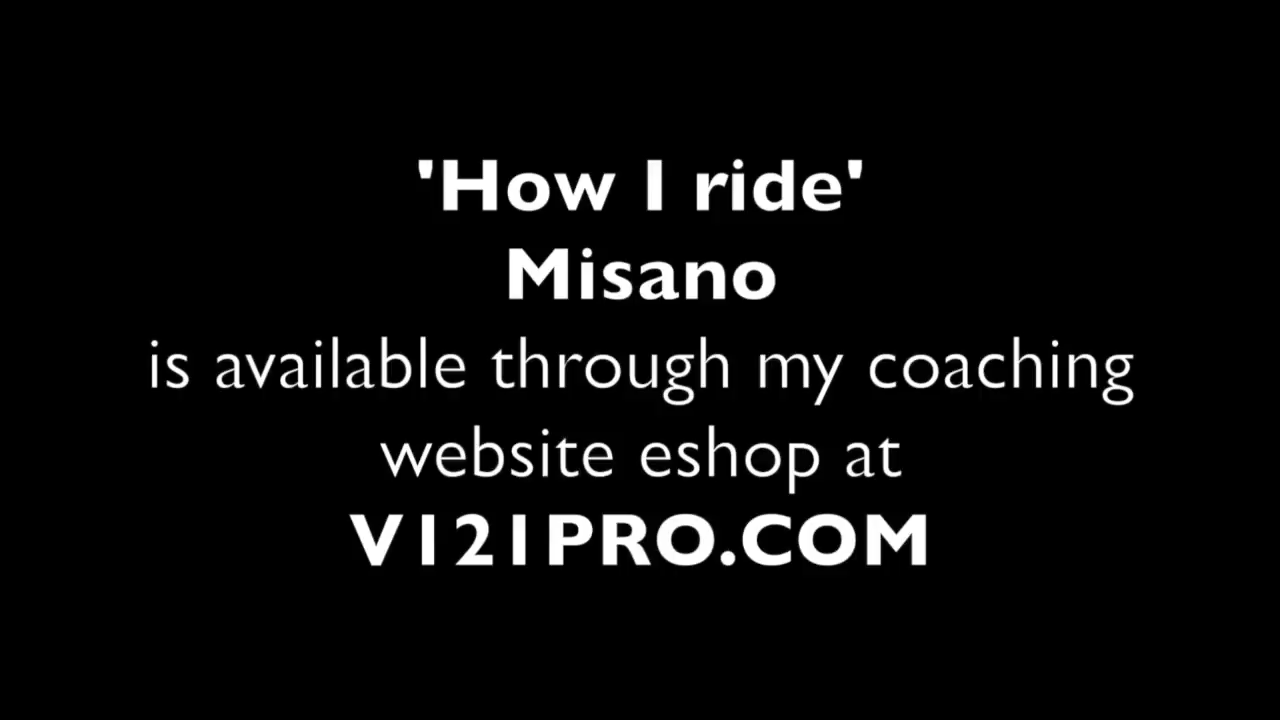 'How I ride'
Misano
is available through my coaching
website eshop at
V121PRO.COM